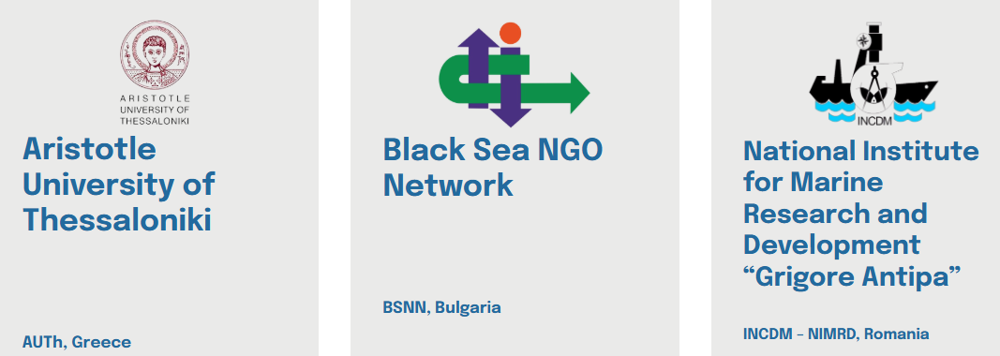 ARISTOTLE
UNIVERSITY OF
THESSALONIKI
Aristotle
University of
Thessaloniki
AUTh, Greece
Black Sea NGO
Network
BSNN, Bulgaria
INCDM
National Institute
for Marine
Research and
Development
“Grigore Antipa”
INCDM – NIMRD, Romania